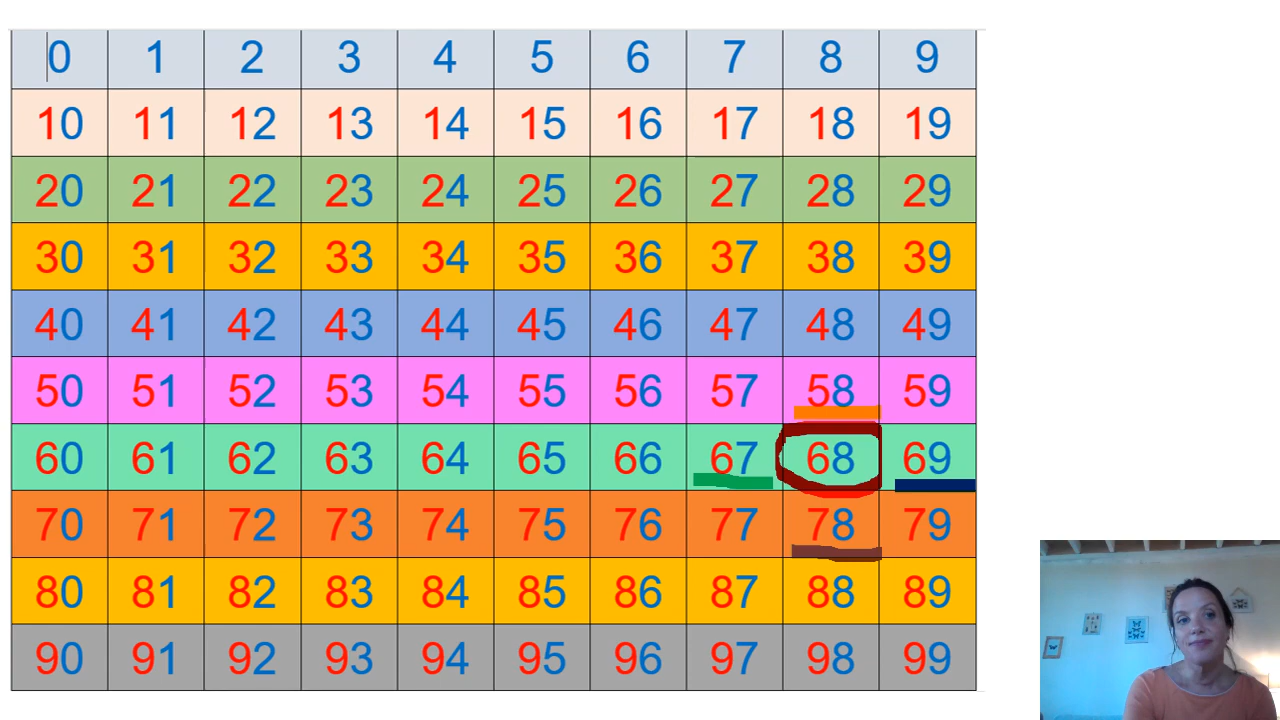 0 1 2 3 4 5 6 7 8 9
10 11 12 13 14 15 16 17 18 19
20 21 22 23 24 25 26 27 28 29
30 31 32 33 34 35 36 37 38 39
40 41 42 43 44 45 46 47 48 49
50 51 52 53 54 55 56 57 58 59
60 61 62 63 64 65 66 67 68 69
70 71 72 73 74 75 76 77 78 79
80 81 82 83 84 85 86 87 88 89
90 91 92 93 94 95 96 97 98 99